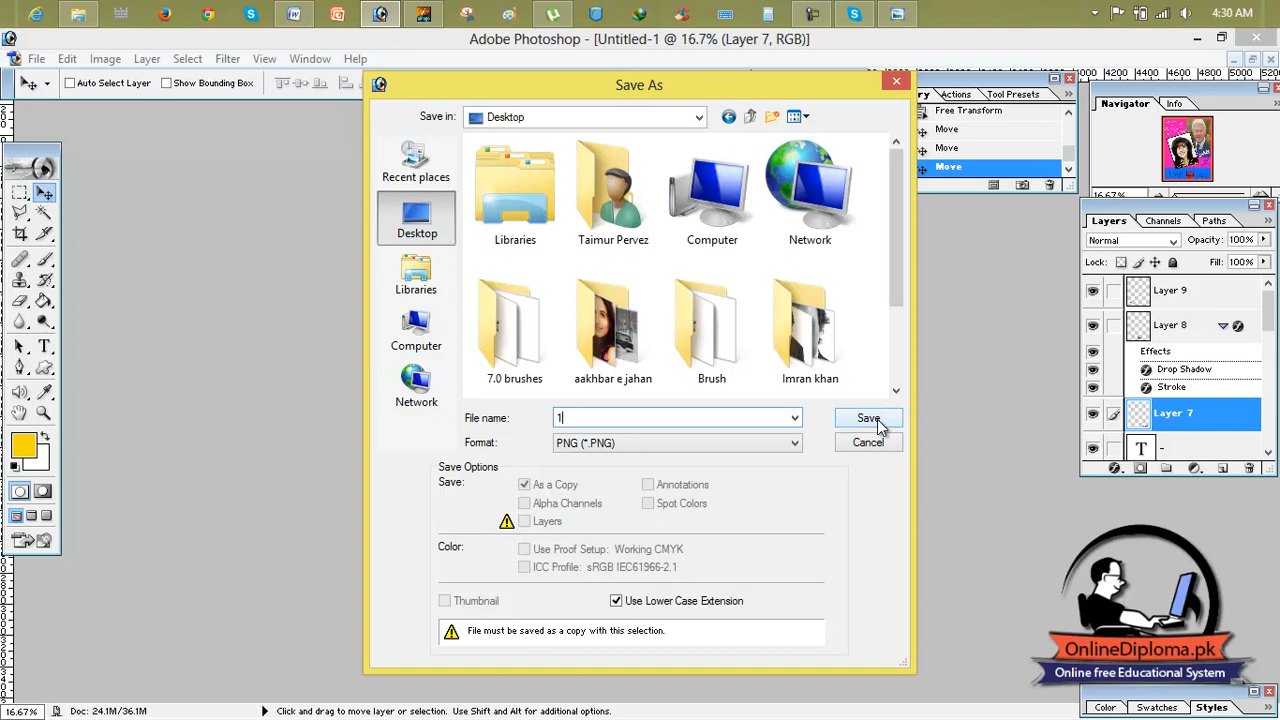 4:30 AM
Adobe Photoshop - [Untitled-1 @ 16.7% (Layer 7, RGB)]
File Edit Image Layer Select Filter View Window Help
Auto Select Layer Show Bounding Box
Save As
Save in: Desktop
Recent places
Desktop
Libraries
Computer
Network
Libraries Taimur Pervez Computer Network
7.0 brushes aakhbar e jahan Brush Imran khan
File name: 1 Save
Format: PNG (*.PNG) Cancel
Save Options
Save: As a Copy Annotations
Alpha Channels Spot Colors
Layers
Color: Use Proof Setup: Working CMYK
ICC Profile: sRGB IEC61966-2.1
Thumbnail Use Lower Case Extension
File must be saved as a copy with this selection.
Actions Tool Presets
Free Transform
Move
Move
Move
4000 4200 4400 4600 4800 5000
Navigator Info
16.67%
Layers Channels Paths
Normal Opacity: 100%
Lock: Fill: 100%
Layer 9
Layer 8
Effects
Drop Shadow
Stroke
Layer 7
T -
OnlineDiploma.pk
Online free Educational System
Color Swatches Styles
16.67% Doc: 24.1M/36.1M Click and drag to move layer or selection. Use Shift and Alt for additional options.